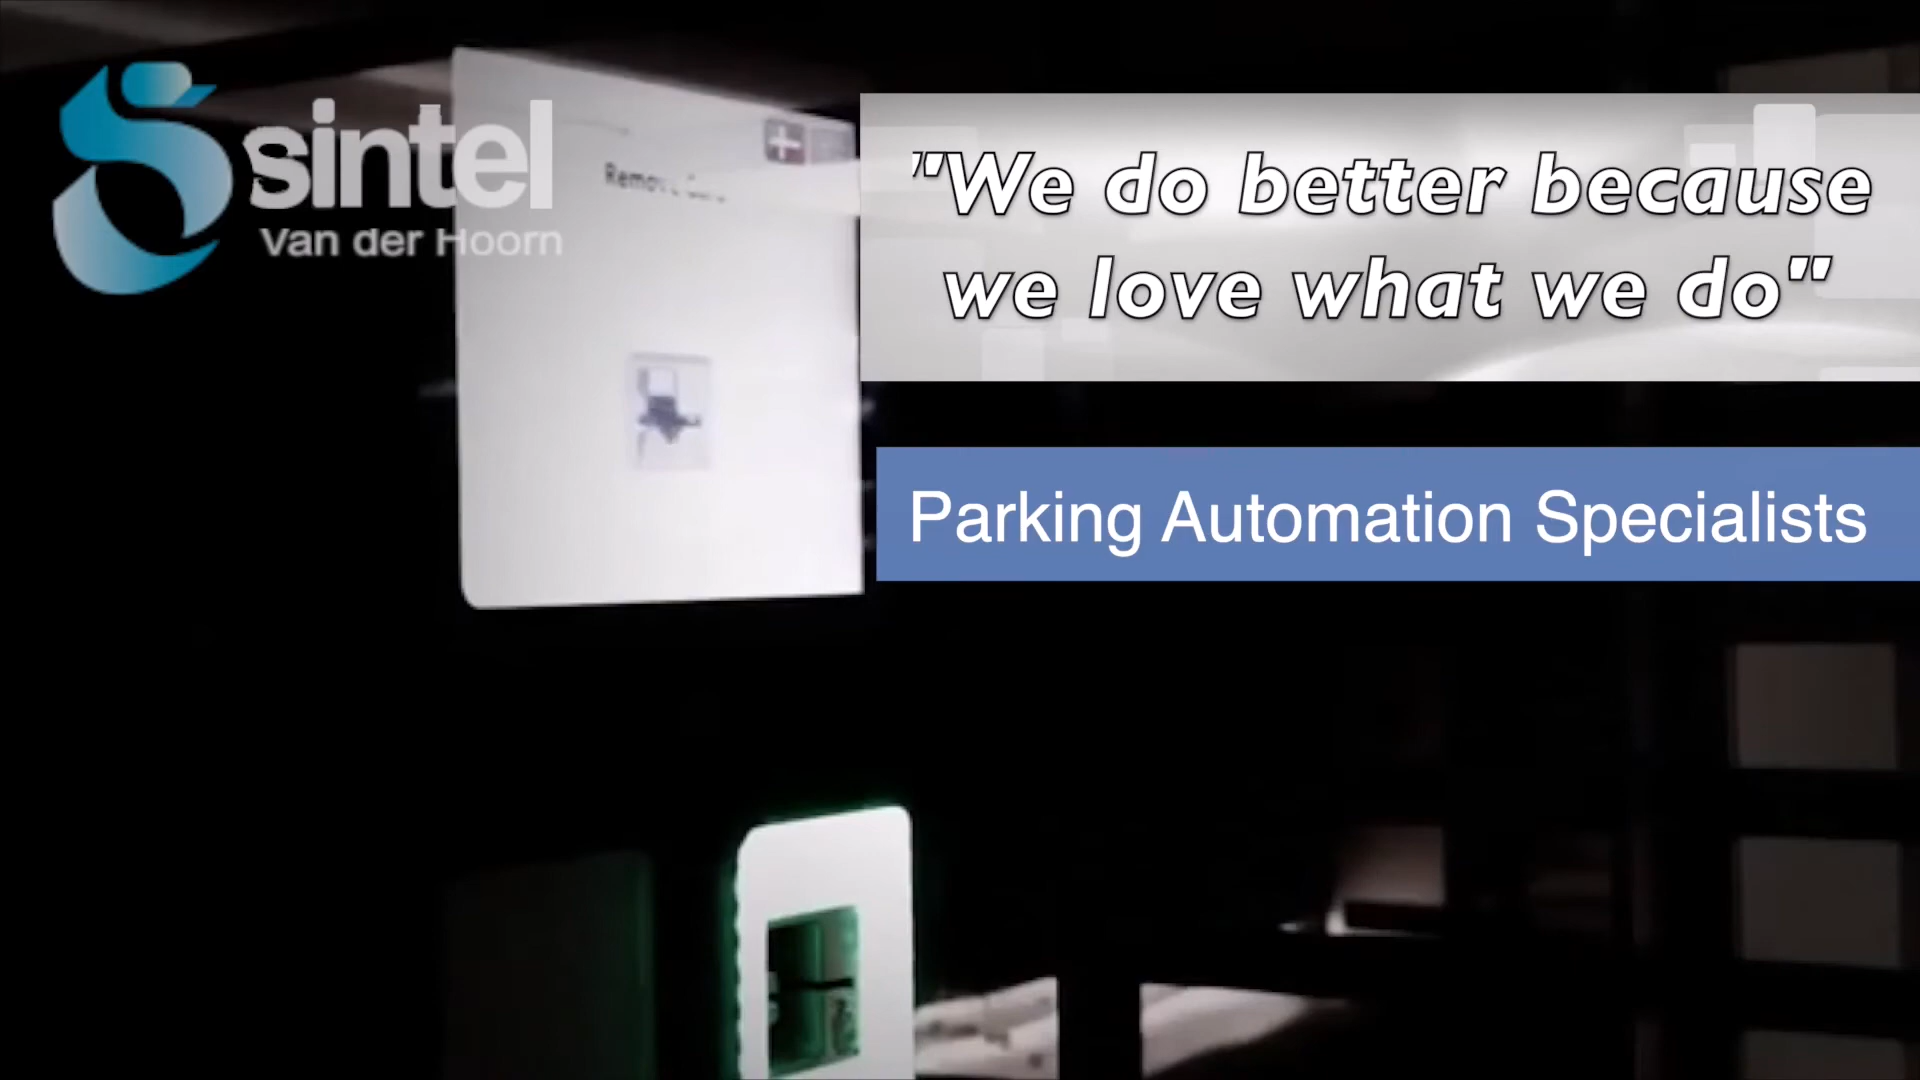 sintel
Van der Hoorn
"We do better because
we love what we do"
Parking Automation Specialists